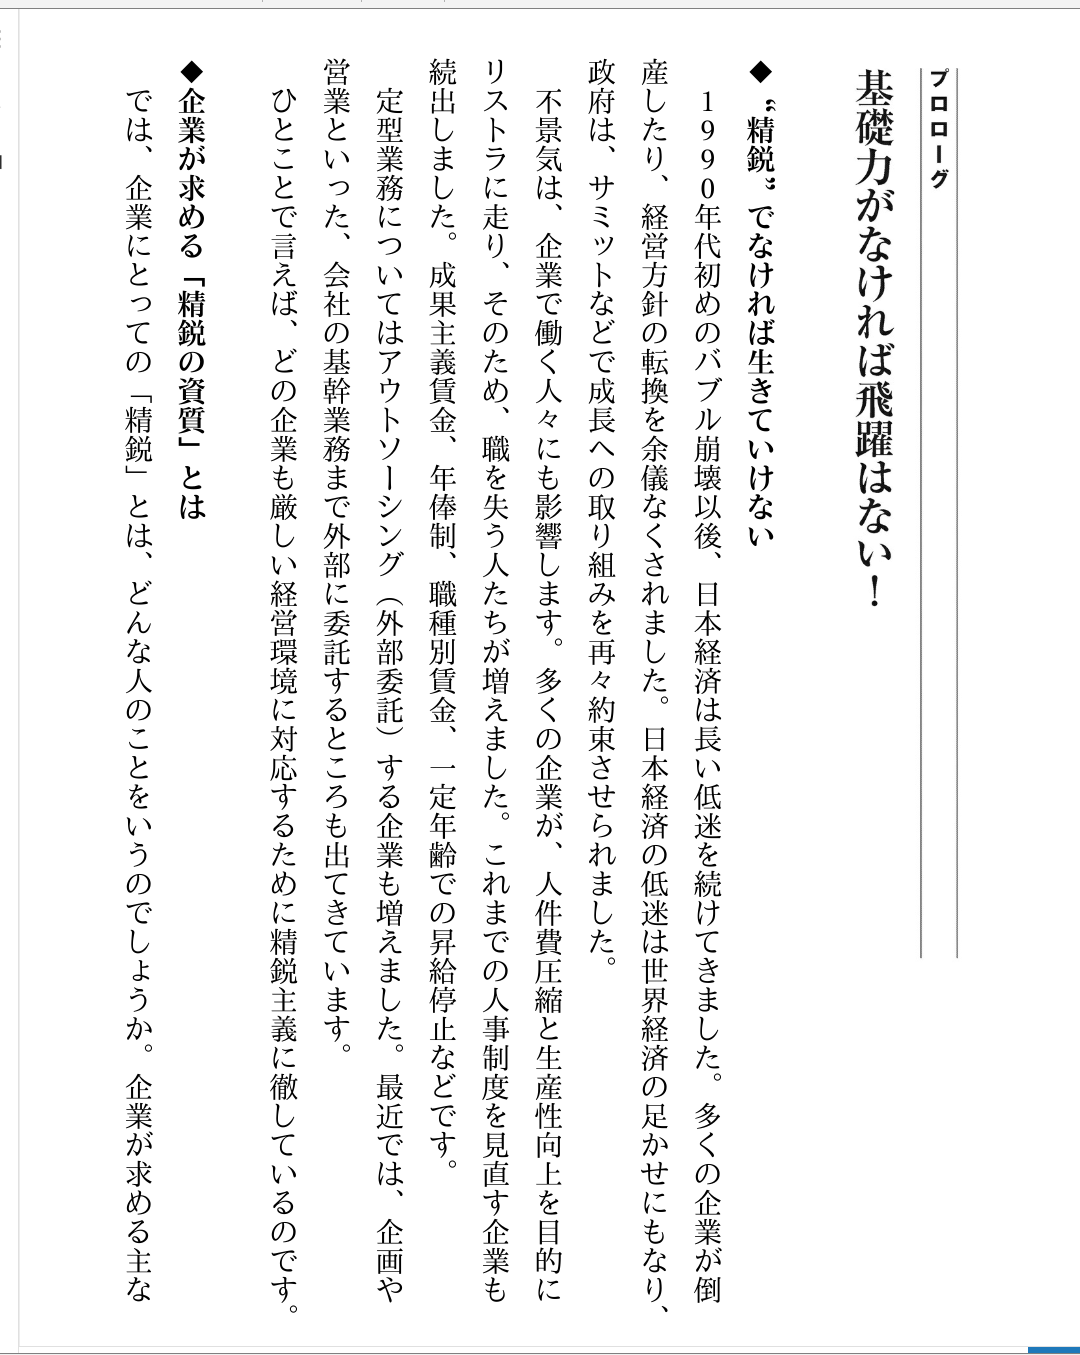 プロローグ
基礎力がなければ飛躍はない！
◆“精鋭”でなければ生きていけない
1990年代初めのバブル崩壊以後、日本経済は長い低迷を続けてきました。多くの企業が倒
産したり、経営方針の転換を余儀なくされました。日本経済の低迷は世界経済の足かせにもなり、
政府は、サミットなどで成長への取り組みを再々約束させられました。
不景気は、企業で働く人々にも影響します。多くの企業が、人件費圧縮と生産性向上を目的に
リストラに走り、そのため、職を失う人たちが増えました。これまでの人事制度を見直す企業も
続出しました。成果主義賃金、年俸制、職種別賃金、一定年齢での昇給停止などです。
定型業務についてはアウトソーシング（外部委託）する企業も増えました。最近では、企画や
営業といった、会社の基幹業務まで外部に委託するところも出てきています。
ひとことで言えば、どの企業も厳しい経営環境に対応するために精鋭主義に徹しているのです。
◆企業が求める「精鋭の資質」とは
では、企業にとっての「精鋭」とは、どんな人のことをいうのでしょうか。企業が求める主な